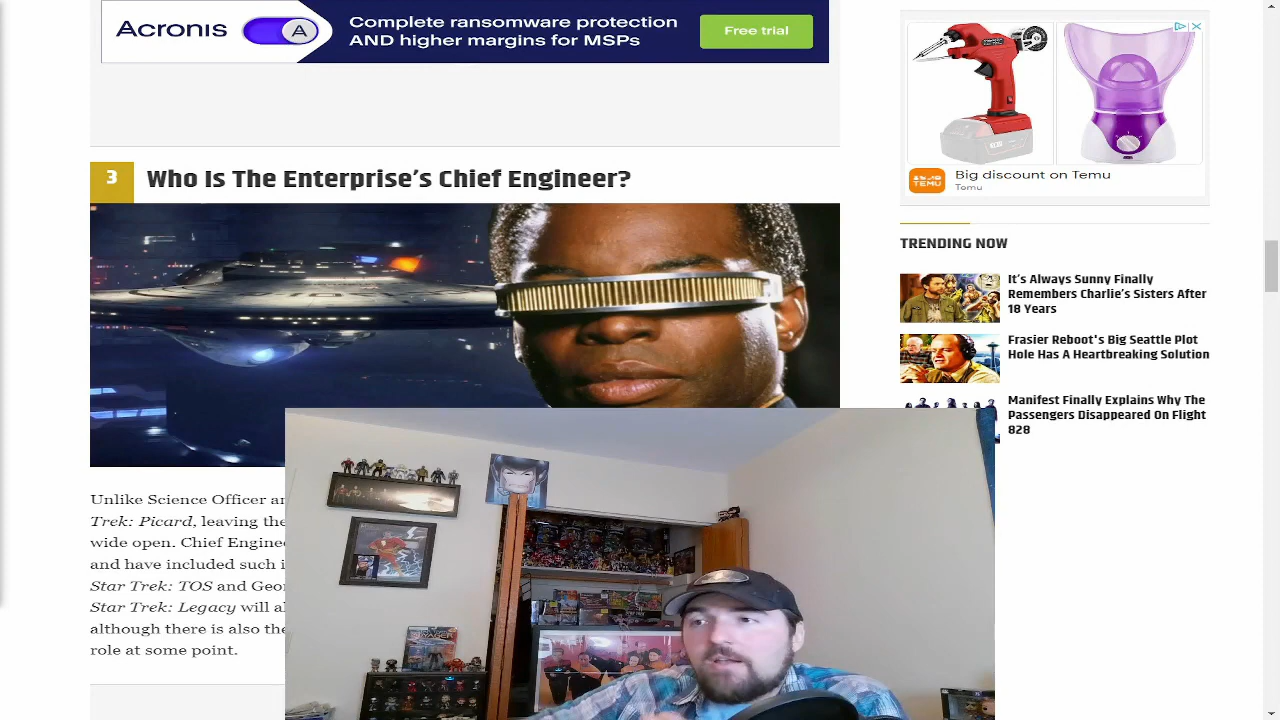 Acronis
A
Complete ransomware protection
AND higher margins for MSPs
Free trial
3
Who Is The Enterprise's Chief Engineer?
Unlike Science Officer
Trek: Picard, leaving the
wide open. Chief
and have included such
Star Trek: TOS and
Star Trek: Legacy will
although there is also the
role at some point.
Big discount on Temu
Temu
TEMU
TRENDING NOW
It's Always Sunny Finally
Remembers Charlie's Sisters After
18 Years
Frasier Reboot's Big Seattle Plot
Hole Has A Heartbreaking Solution
Manifest Finally Explains Why The
Passengers Disappeared On Flight
828